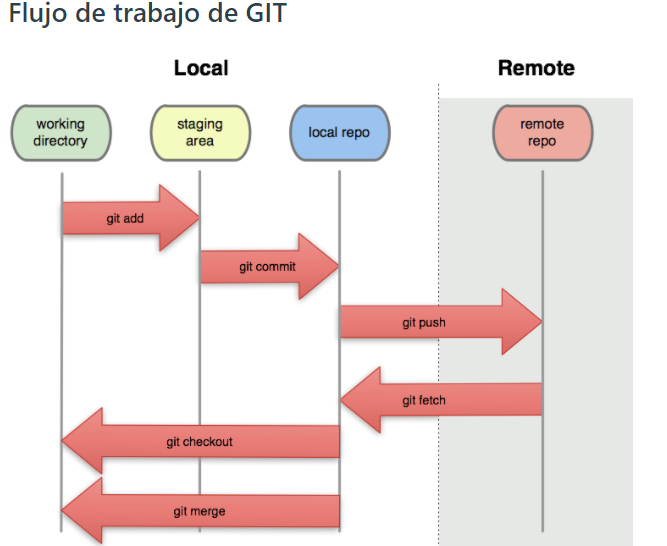 Flujo de trabajo de GIT
Local
Remote
working
directory
staging
area
local repo
remote
repo
git add
git commit
git push
git fetch
git checkout
git merge